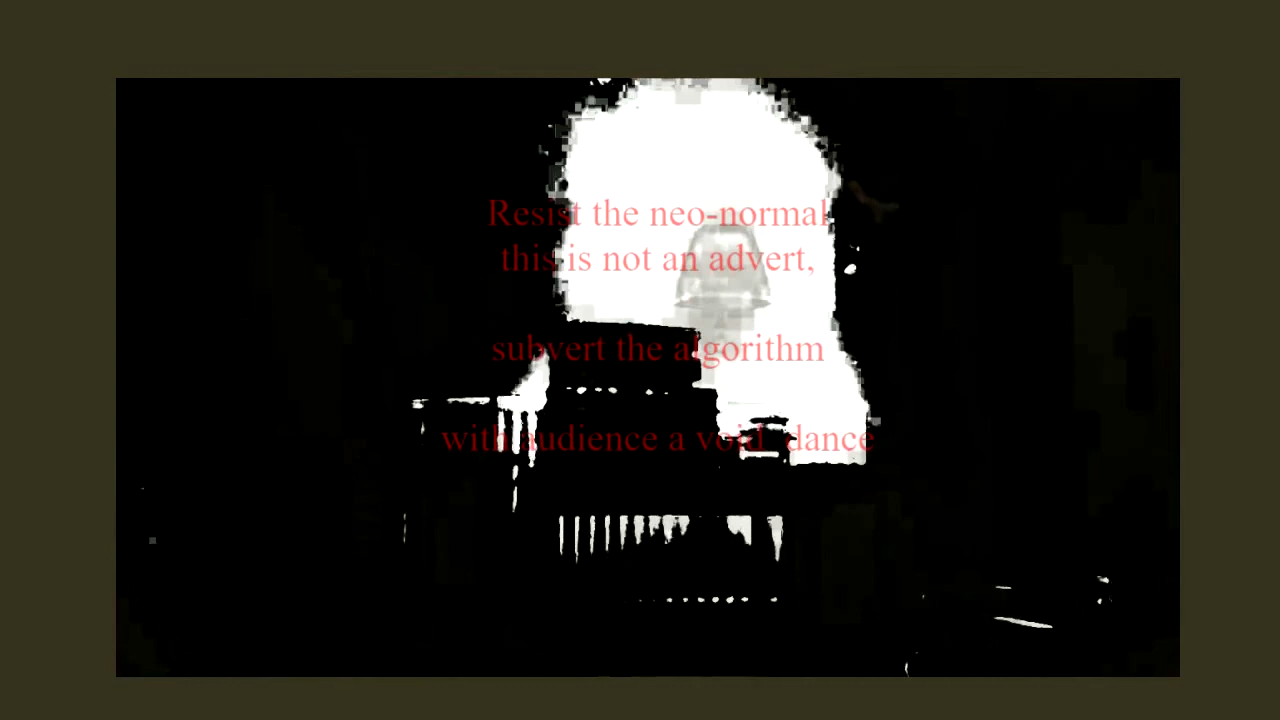 Resist the neo-normal
this is not an advert,
subvert the algorithm
with audience a void dance